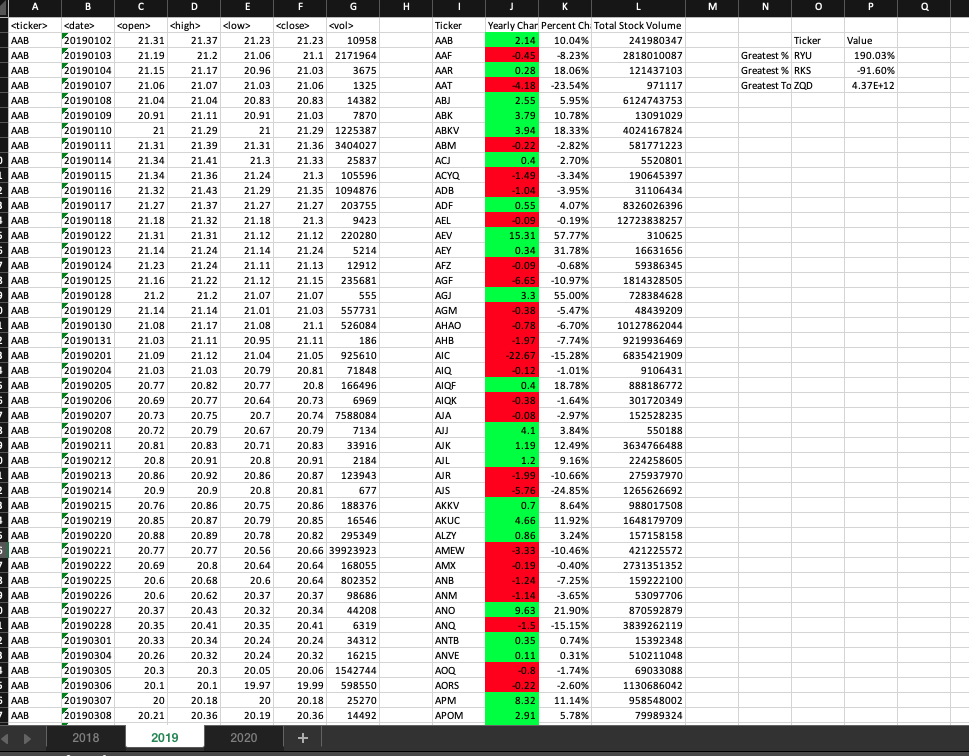 A B C D E F G H I J K L M N O P Q
<ticker> <date> <open> <high> <low> <close> <vol> Ticker Yearly Char Percent Ch Total Stock Volume
AAB 20190102 21.31 21.37 21.23 21.23 10958 AAB 2.14 10.04% 241980347 Ticker Value
AAB 20190103 21.19 21.2 21.06 21.1 2171964 AAF -0.45 -8.23% 2818010087 Greatest % RYU 190.03%
AAB 20190104 21.15 21.17 20.96 21.03 3675 AAR 0.28 18.06% 121437103 Greatest % RKS -91.60%
AAB 20190107 21.06 21.07 21.03 21.06 1325 AAT -4.18 -23.54% 971117 Greatest To ZQD 4.37E+12
AAB 20190108 21.04 21.04 20.83 20.83 14382 ABJ 2.55 5.95% 6124743753
AAB 20190109 20.91 21.11 20.91 21.03 7870 ABK 3.79 10.78% 13091029
AAB 20190110 21 21.29 21 21.29 1225387 ABKV 3.94 18.33% 4024167824
AAB 20190111 21.31 21.39 21.31 21.36 3404027 ABM -0.22 -2.82% 581771223
AAB 20190114 21.34 21.41 21.3 21.33 25837 ACJ 0.4 2.70% 5520801
AAB 20190115 21.34 21.36 21.24 21.3 105596 ACYQ -1.49 -3.34% 190645397
AAB 20190116 21.32 21.43 21.29 21.35 1094876 ADB -1.04 -3.95% 31106434
AAB 20190117 21.27 21.37 21.27 21.27 203755 ADF 0.55 4.07% 8326026396
AAB 20190118 21.18 21.32 21.18 21.3 9423 AEL -0.09 -0.19% 12723838257
AAB 20190122 21.31 21.31 21.12 21.12 220280 AEV 15.31 57.77% 310625
AAB 20190123 21.14 21.24 21.14 21.24 5214 AEY 0.34 31.78% 16631656
AAB 20190124 21.23 21.24 21.11 21.13 12912 AFZ -0.09 -0.68% 59386345
AAB 20190125 21.16 21.22 21.12 21.15 235681 AGF -6.65 -10.97% 1814328505
AAB 20190128 21.2 21.2 21.07 21.07 555 AGJ 3.3 55.00% 728384628
AAB 20190129 21.14 21.14 21.01 21.03 557731 AGM -0.38 -5.47% 48439209
AAB 20190130 21.08 21.17 21.08 21.1 526084 AHAO -0.78 -6.70% 10127862044
AAB 20190131 21.03 21.11 20.95 21.11 186 AHB -1.97 -7.74% 9219936469
AAB 20190201 21.09 21.12 21.04 21.05 925610 AIC -22.67 -15.28% 6835421909
AAB 20190204 21.03 21.03 20.79 20.81 71848 AIQ -0.12 -1.01% 9106431
AAB 20190205 20.77 20.82 20.77 20.8 166496 AIQF 0.4 18.78% 888186772
AAB 20190206 20.69 20.77 20.64 20.73 6969 AIQK -0.38 -1.64% 301720349
AAB 20190207 20.73 20.75 20.7 20.74 7588084 AJA -0.08 -2.97% 152528235
AAB 20190208 20.72 20.79 20.67 20.79 7134 AJJ 4.1 3.84% 550188
AAB 20190211 20.81 20.83 20.71 20.83 33916 AJK 1.19 12.49% 3634766488
AAB 20190212 20.8 20.91 20.8 20.91 2184 AJL 1.2 9.16% 224258605
AAB 20190213 20.86 20.92 20.86 20.87 123943 AJR -1.99 -10.66% 275937970
AAB 20190214 20.9 20.9 20.8 20.81 677 AJS -5.76 -24.85% 1265626692
AAB 20190215 20.76 20.86 20.75 20.86 188376 AKKV 0.7 8.64% 988017508
AAB 20190219 20.85 20.87 20.79 20.85 16546 AKUC 4.66 11.92% 1648179709
AAB 20190220 20.88 20.89 20.78 20.82 295349 ALZY 0.86 3.24% 157158158
AAB 20190221 20.77 20.77 20.56 20.66 39923923 AMEW -3.33 -10.46% 421225572
AAB 20190222 20.69 20.8 20.64 20.64 168055 AMX -0.19 -0.40% 2731351352
AAB 20190225 20.6 20.68 20.6 20.64 802352 ANB -1.24 -7.25% 159222100
AAB 20190226 20.6 20.62 20.37 20.37 98686 ANM -1.14 -3.65% 53097706
AAB 20190227 20.37 20.43 20.32 20.34 44208 ANO 9.63 21.90% 870592879
AAB 20190228 20.35 20.41 20.35 20.41 6319 ANQ -1.5 -15.15% 3839262119
AAB 20190301 20.33 20.34 20.24 20.24 34312 ANTB 0.35 0.74% 15392348
AAB 20190304 20.26 20.32 20.24 20.32 16215 ANVE 0.11 0.31% 510211048
AAB 20190305 20.3 20.3 20.05 20.06 1542744 AOQ -0.8 -1.74% 69033088
AAB 20190306 20.1 20.1 19.97 19.99 598550 AORS -0.22 -2.60% 1130686042
AAB 20190307 20 20.18 20 20.18 25270 APM 8.32 11.14% 958548002
AAB 20190308 20.21 20.36 20.19 20.36 14492 APOM 2.91 5.78% 79989324
2018 2019 2020 +